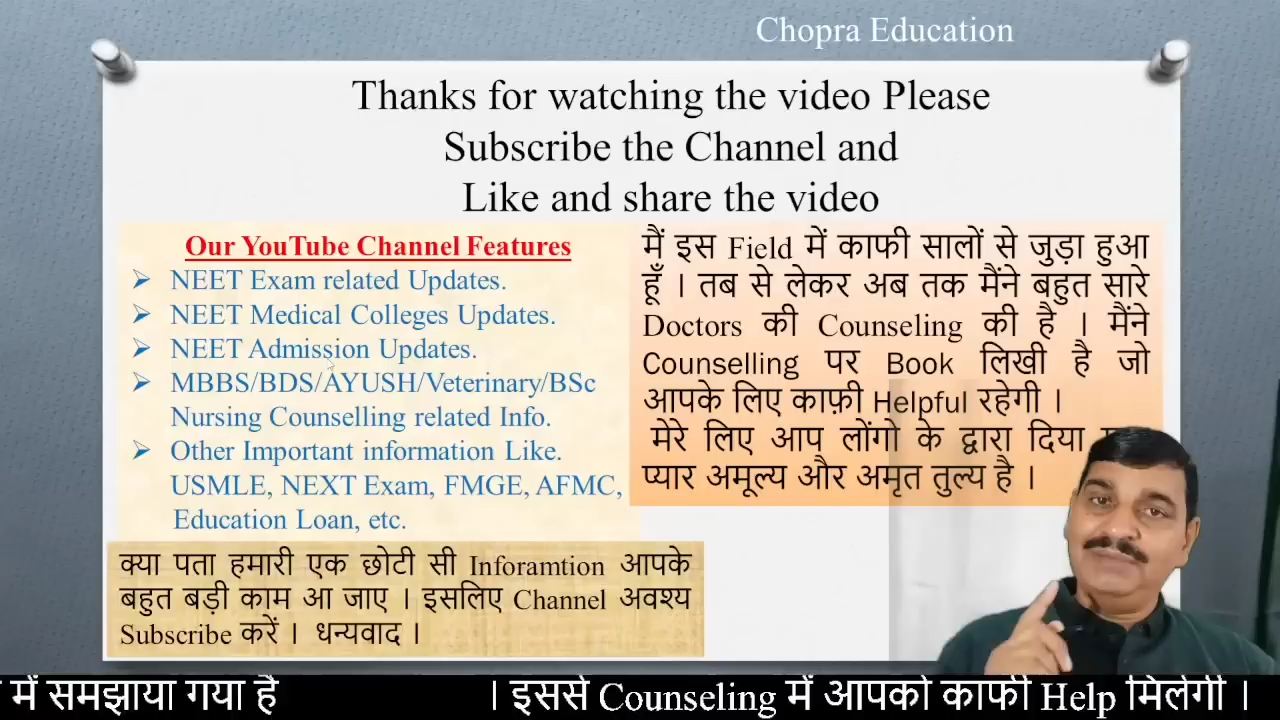 Chopra Education
Thanks for watching the video Please
Subscribe the Channel and
Like and share the video
Our YouTube Channel Features
NEET Exam related Updates.
NEET Medical Colleges Updates.
NEET Admission Updates.
MBBS/BDS/AYUSH/Veterinary/BSc
Nursing Counselling related Info.
Other Important information Like.
USMLE, NEXT Exam, FMGE, AFMC,
Education Loan, etc.
मैं इस Field में काफी सालों से जुड़ा हुआ
हूँ । तब से लेकर अब तक मैंने बहुत सारे
Doctors की Counseling की है । मैंने
Counselling पर Book लिखी है जो
आपके लिए काफ़ी Helpful रहेगी ।
मेरे लिए आप लोंगो के द्वारा दिया
प्यार अमूल्य और अमृत तुल्य है ।
क्या पता हमारी एक छोटी सी Inforamtion आपके
बहुत बड़ी काम आ जाए । इसलिए Channel अवश्य
Subscribe करें । धन्यवाद ।
में समझाया गया है । इससे Counseling में आपको काफी Help मिलेगी ।